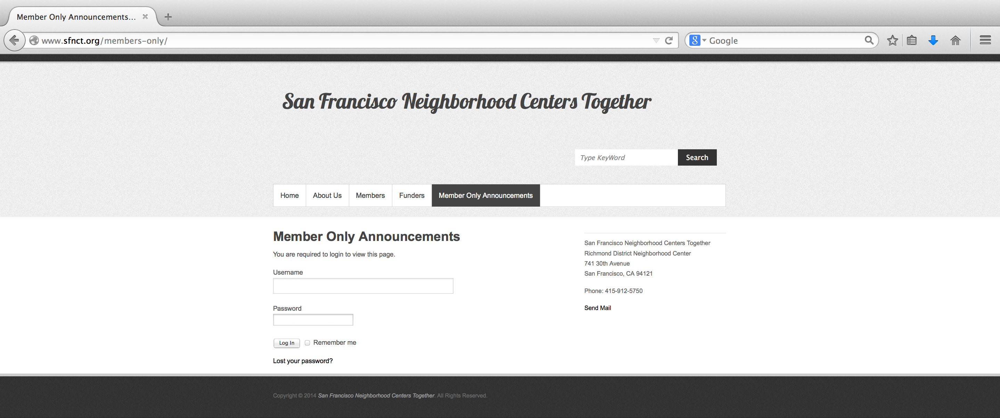 Member Only Announcements...
www.sfnct.org/members-only/
Google
San Francisco Neighborhood Centers Together
Type KeyWord
Search
Home
About Us
Members
Funders
Member Only Announcements
Member Only Announcements
You are required to login to view this page.
Username
Password
Log In
Remember me
Lost your password?
San Francisco Neighborhood Centers Together
Richmond District Neighborhood Center
741 30th Avenue
San Francisco, CA 94121
Phone: 415-912-5750
Send Mail
Copyright © 2014 San Francisco Neighborhood Centers Together. All Rights Reserved.